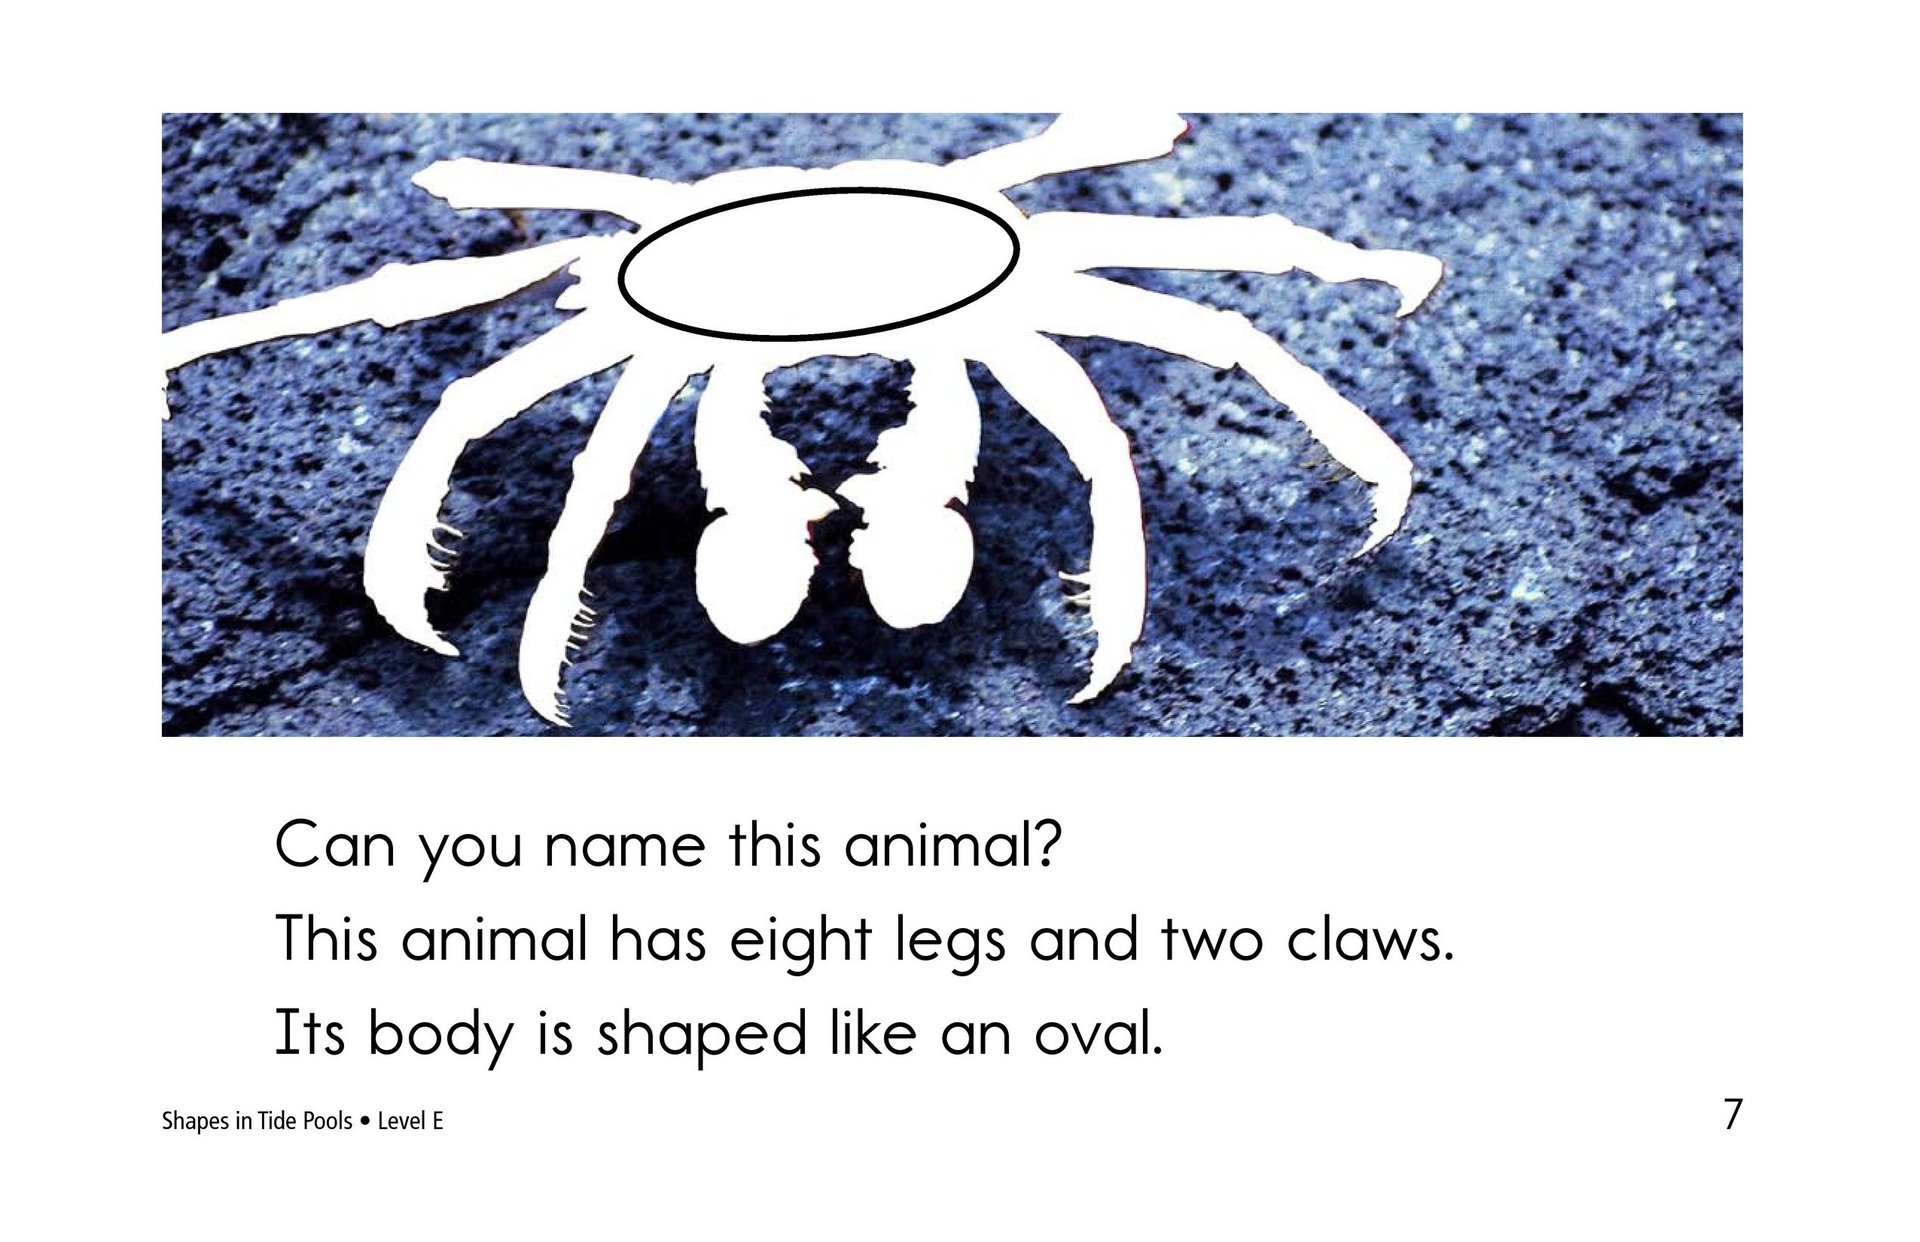 Can you name this animal?
This animal has eight legs and two claws.
Its body is shaped like an oval.
Shapes in Tide Pools • Level E
7